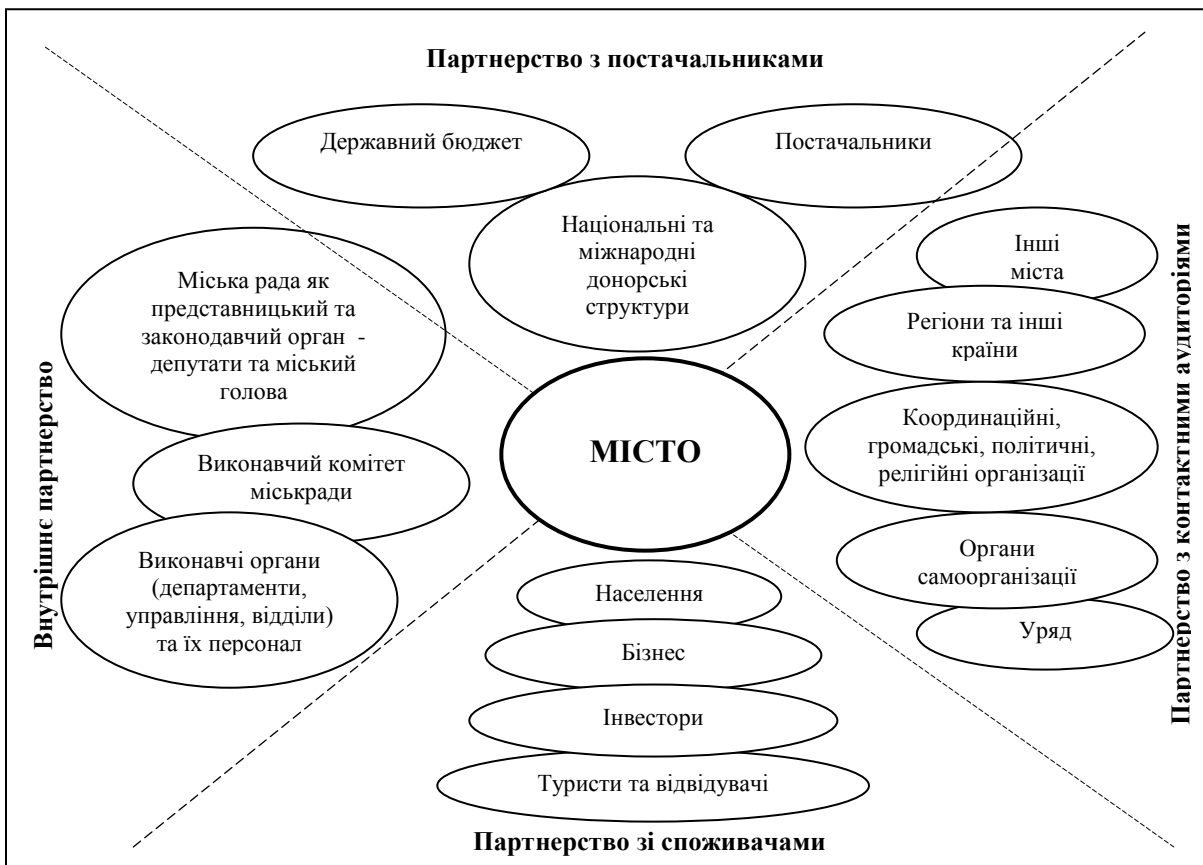 Партнерство з постачальниками
Державний бюджет
Постачальники
Національні та
міжнародні
донорські
структури
Міська рада як
представницький та
законодавчий орган -
депутати та міський
голова
Виконавчий комітет
міськради
Виконавчі органи
(департаменти,
управління, відділи)
та їх персонал
Внутрішнє партнерство
МІСТО
Інші
міста
Регіони та інші
країни
Координаційні,
громадські, політичні,
релігійні організації
Органи
самоорганізації
Уряд
Партнерство з контактними аудиторіями
Населення
Бізнес
Інвестори
Туристи та відвідувачі
Партнерство зі споживачами